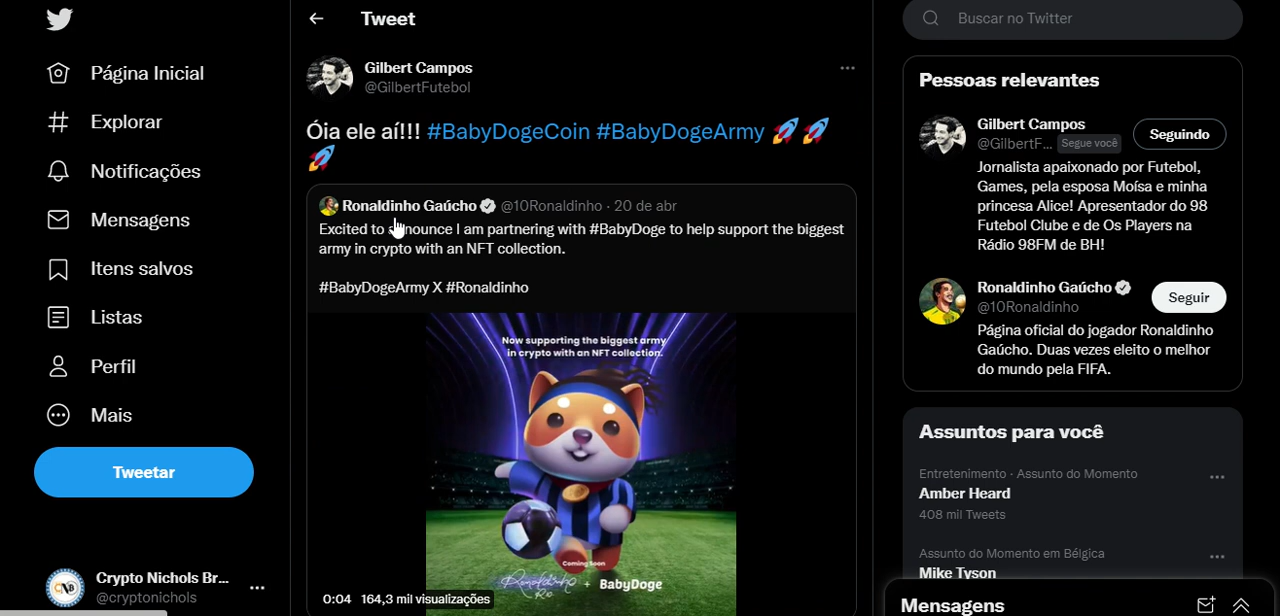 Página Inicial
Explorar
Notificações
Mensagens
Itens salvos
Listas
Perfil
Mais
Tweetar
Crypto Nichols Br...
@cryptonichols
Tweet
Gilbert Campos
@GilbertFutebol
Óia ele aí!!! #BabyDogeCoin #BabyDogeArmy
Ronaldinho Gaúcho @10Ronaldinho · 20 de abr
Excited to announce I am partnering with #BabyDoge to help support the biggest
army in crypto with an NFT collection.
#BabyDogeArmy X #Ronaldinho
Now supporting the biggest army
in crypto with an NFT collection.
Coming Soon
Ronaldinho + BabyDoge
0:04 164,3 mil visualizações
Buscar no Twitter
Pessoas relevantes
Gilbert Campos
@GilbertF... Segue você
Seguindo
Jornalista apaixonado por Futebol,
Games, pela esposa Moísa e minha
princesa Alice! Apresentador do 98
Futebol Clube e de Os Players na
Rádio 98FM de BH!
Ronaldinho Gaúcho
@10Ronaldinho
Seguir
Página oficial do jogador Ronaldinho
Gaúcho. Duas vezes eleito o melhor
do mundo pela FIFA.
Assuntos para você
Entretenimento · Assunto do Momento
Amber Heard
408 mil Tweets
Assunto do Momento em Bélgica
Mike Tyson
Mensagens